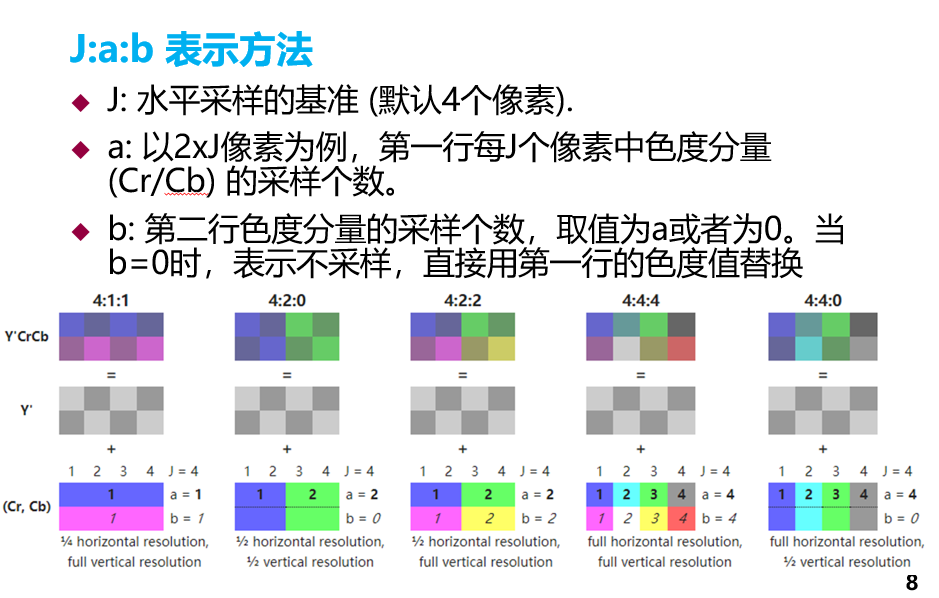 J:a:b 表示方法
J: 水平采样的基准 (默认4个像素).
a: 以2xJ像素为例，第一行每J个像素中色度分量
(Cr/Cb) 的采样个数。
b: 第二行色度分量的采样个数，取值为a或者为0。当
b=0时，表示不采样，直接用第一行的色度值替换
4:1:1 4:2:0 4:2:2 4:4:4 4:4:0
Y'CrCb
= = = = =
Y'
+ + + + +
1 2 3 4 J = 4 1 2 3 4 J = 4 1 2 3 4 J = 4 1 2 3 4 J = 4 1 2 3 4 J = 4
(Cr, Cb)
1 a = 1 1 2 a = 2 1 2 a = 2 1 2 3 4 a = 4 1 2 3 4 a = 4
1 b = 1 b = 0 1 2 b = 2 1 2 3 4 b = 4 b = 0
¼ horizontal resolution, ½ horizontal resolution, ½ horizontal resolution, full horizontal resolution, full horizontal resolution,
full vertical resolution ½ vertical resolution full vertical resolution full vertical resolution ½ vertical resolution
8